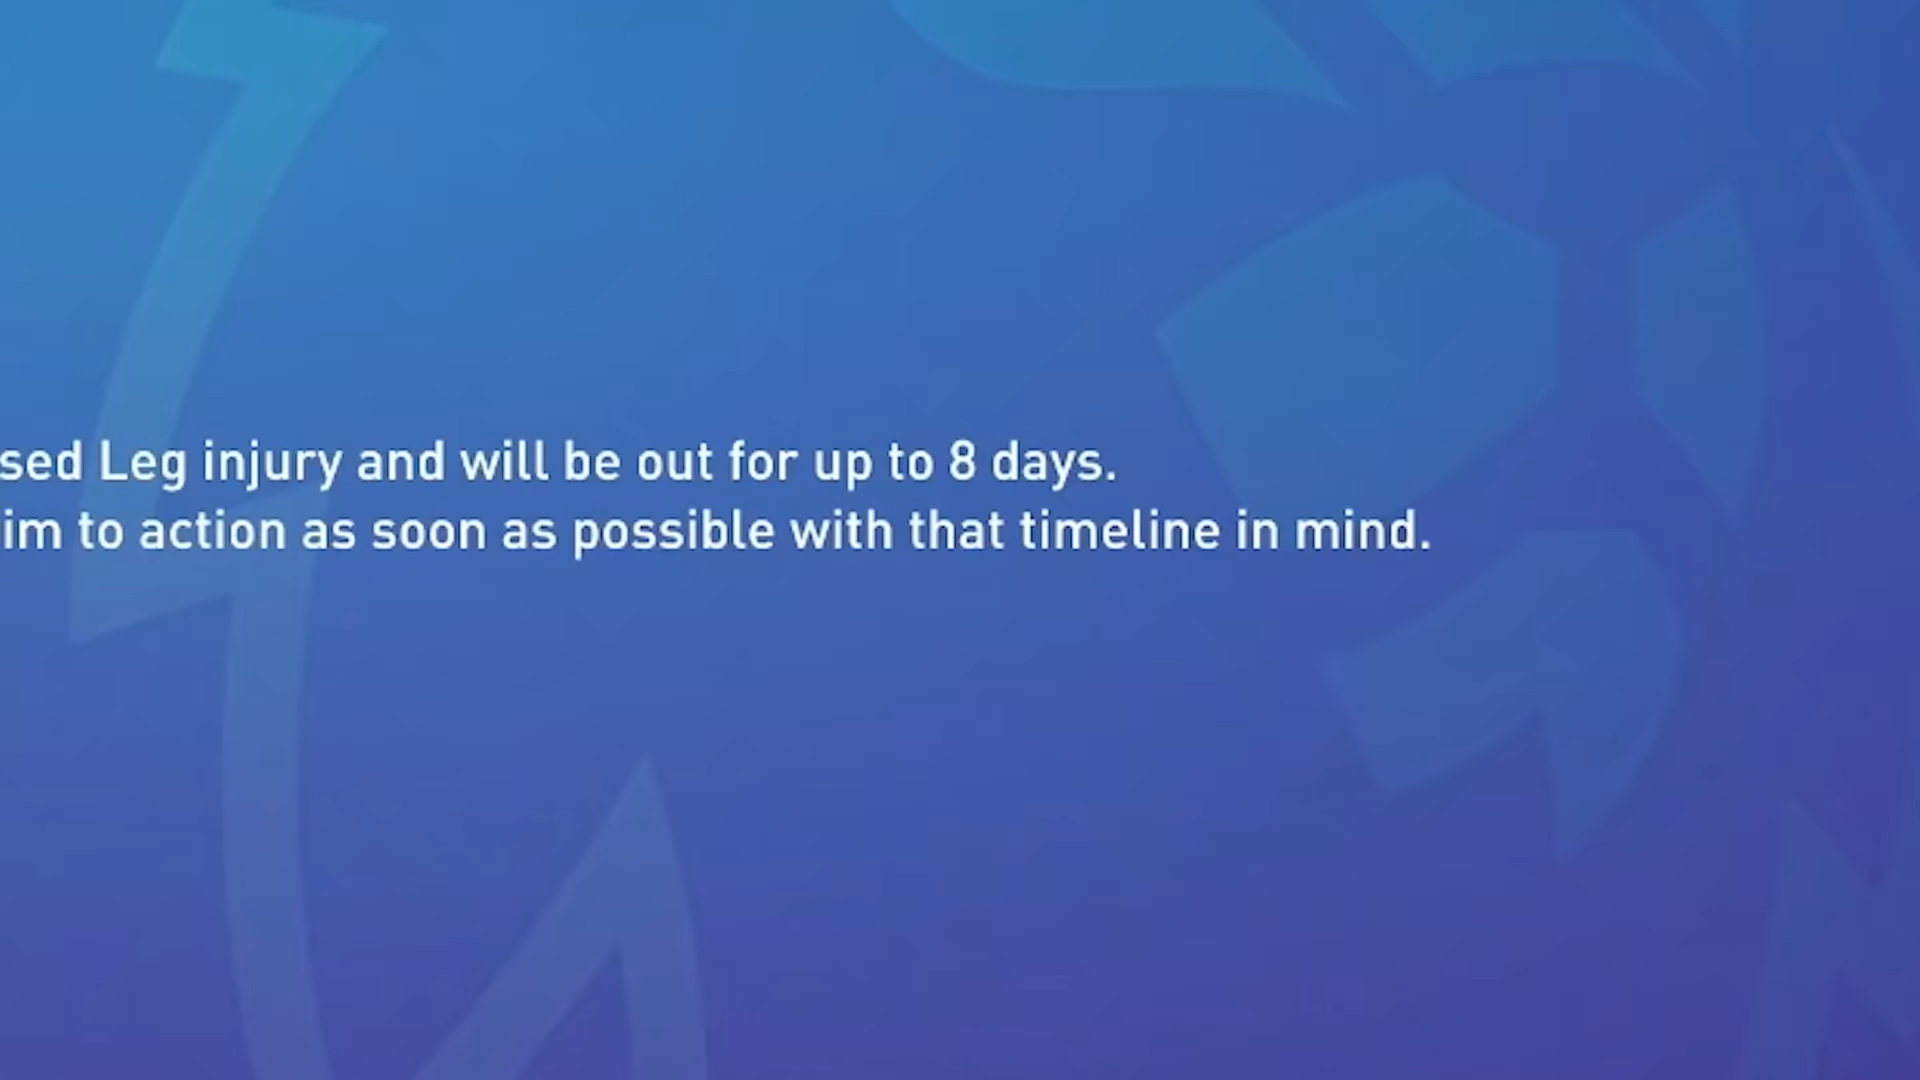 sed Leg injury and will be out for up to 8 days.
im to action as soon as possible with that timeline in mind.